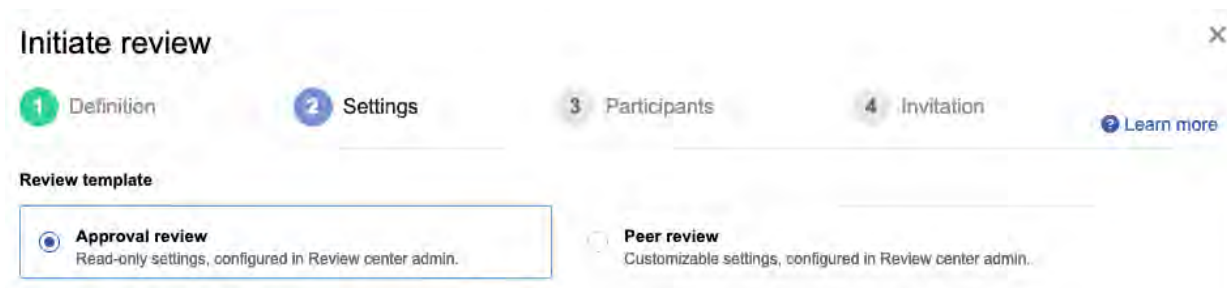 Initiate review
1 Definition
2 Settings
3 Participants
4 Invitation
? Learn more
Review template
Approval review
Read-only settings, configured in Review center admin.
Peer review
Customizable settings, configured in Review center admin.